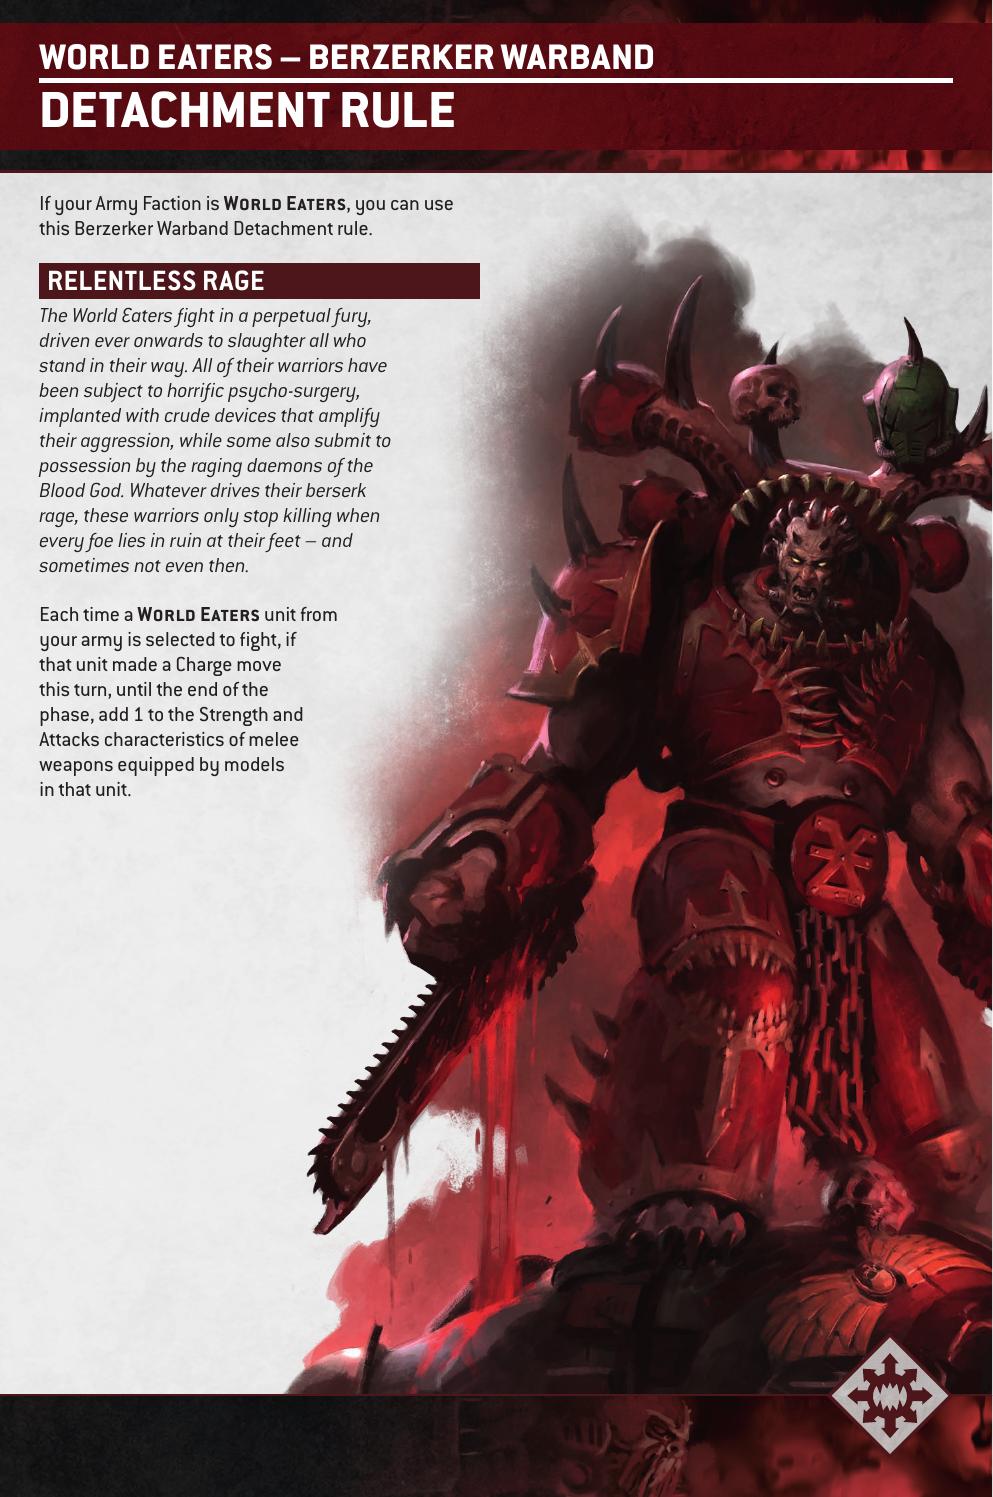 WORLD EATERS – BERZERKER WARBAND
DETACHMENT RULE
If your Army Faction is WORLD EATERS, you can use
this Berzerker Warband Detachment rule.
RELENTLESS RAGE
The World Eaters fight in a perpetual fury,
driven ever onwards to slaughter all who
stand in their way. All of their warriors have
been subject to horrific psycho-surgery,
implanted with crude devices that amplify
their aggression, while some also submit to
possession by the raging daemons of the
Blood God. Whatever drives their berserk
rage, these warriors only stop killing when
every foe lies in ruin at their feet – and
sometimes not even then.
Each time a WORLD EATERS unit from
your army is selected to fight, if
that unit made a Charge move
this turn, until the end of the
phase, add 1 to the Strength and
Attacks characteristics of melee
weapons equipped by models
in that unit.